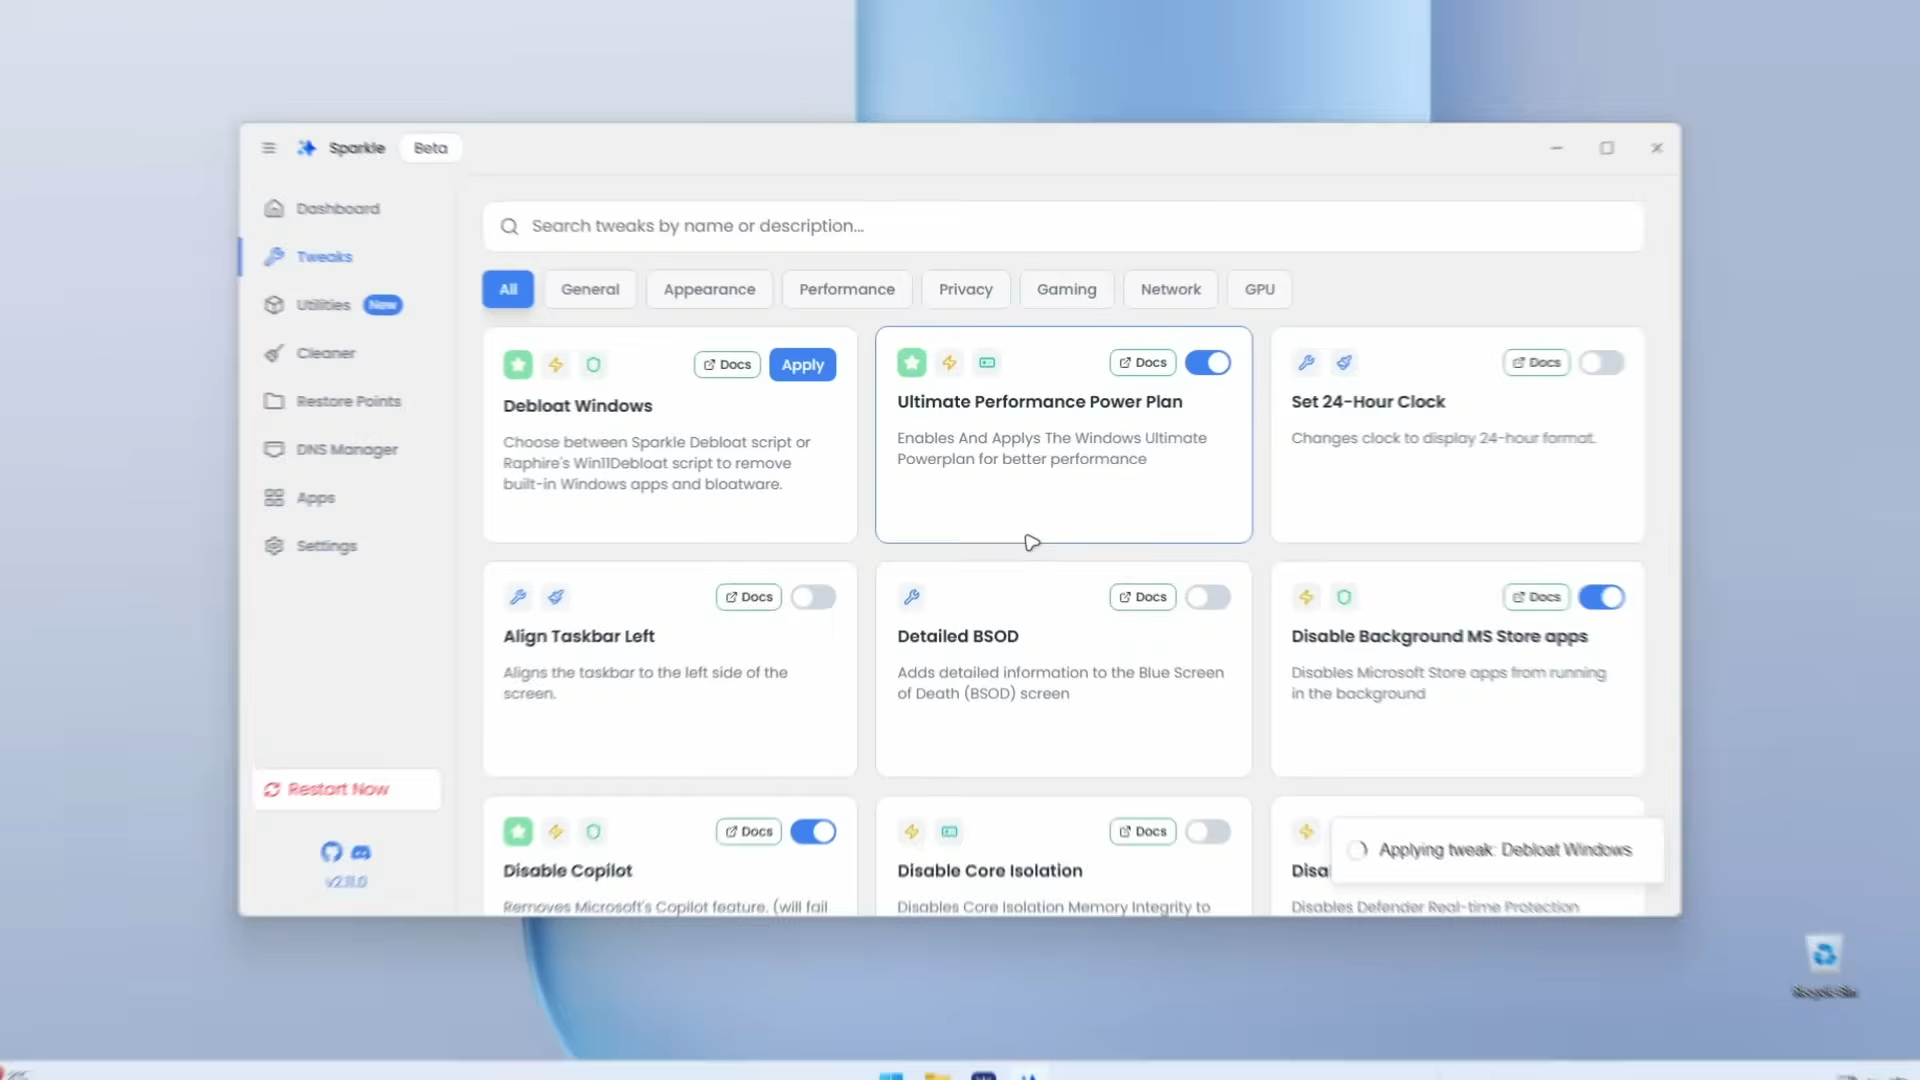 Sparkle Beta
Dashboard
Tweaks
Utilities New
Cleaner
Restore Points
DNS Manager
Apps
Settings
Restart Now
v2.11.0
Search tweaks by name or description...
All General Appearance Performance Privacy Gaming Network GPU
Docs Apply
Debloat Windows
Choose between Sparkle Debloat script or
Raphire's Win11Debloat script to remove
built-in Windows apps and bloatware.
Docs
Ultimate Performance Power Plan
Enables And Applys The Windows Ultimate
Powerplan for better performance
Docs
Set 24-Hour Clock
Changes clock to display 24-hour format.
Docs
Align Taskbar Left
Aligns the taskbar to the left side of the
screen.
Docs
Detailed BSOD
Adds detailed information to the Blue Screen
of Death (BSOD) screen
Docs
Disable Background MS Store apps
Disables Microsoft Store apps from running
in the background
Docs
Disable Copilot
Removes Microsoft's Copilot feature. (will fail
Docs
Disable Core Isolation
Disables Core Isolation Memory Integrity to
Disa
Disables Defender Real-time Protection
Applying tweak: Debloat Windows
Recycle Bin